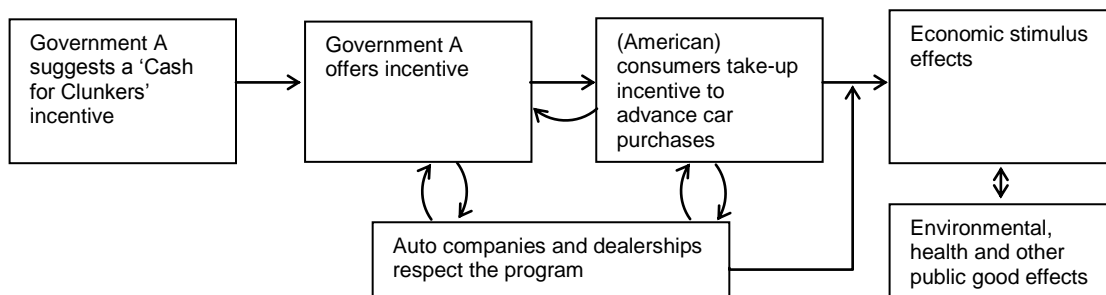 Government A
suggests a ‘Cash
for Clunkers’
incentive
Government A
offers incentive
(American)
consumers take-up
incentive to
advance car
purchases
Economic stimulus
effects
Auto companies and dealerships
respect the program
Environmental,
health and other
public good effects